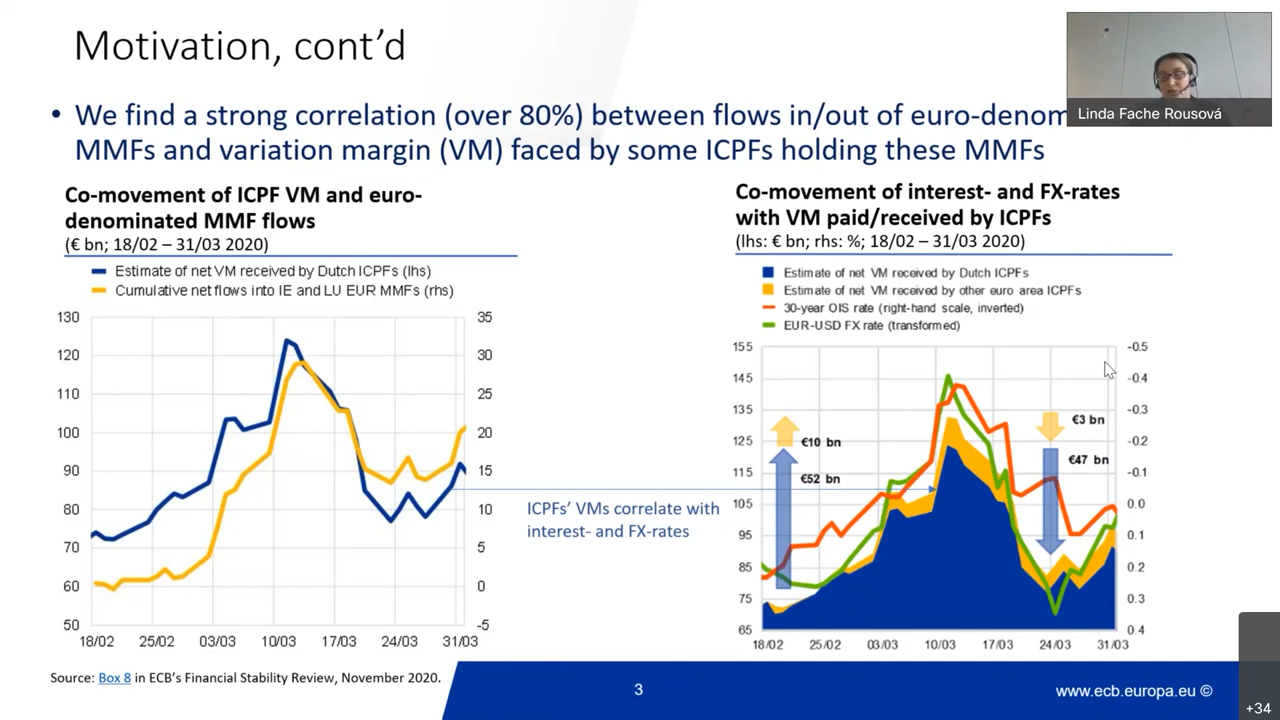 Motivation, cont’d
Linda Fache Rousová
• We find a strong correlation (over 80%) between flows in/out of euro-denom
MMFs and variation margin (VM) faced by some ICPFs holding these MMFs
Co-movement of ICPF VM and euro-
denominated MMF flows
(€ bn; 18/02 – 31/03 2020)
Estimate of net VM received by Dutch ICPFs (lhs)
Cumulative net flows into IE and LU EUR MMFs (rhs)
130
120
110
100
90
80
70
60
50
35
30
25
20
15
10
5
0
-5
18/02 25/02 03/03 10/03 17/03 24/03 31/03
ICPFs’ VMs correlate with
interest- and FX-rates
Co-movement of interest- and FX-rates
with VM paid/received by ICPFs
(lhs: € bn; rhs: %; 18/02 – 31/03 2020)
Estimate of net VM received by Dutch ICPFs
Estimate of net VM received by other euro area ICPFs
30-year OIS rate (right-hand scale, inverted)
EUR-USD FX rate (transformed)
155
145
135
125
115
105
95
85
75
65
€10 bn
€52 bn
€3 bn
€47 bn
-0.5
-0.4
-0.3
-0.2
-0.1
0.0
0.1
0.2
0.3
0.4
18/02 25/02 03/03 10/03 17/03 24/03 31/03
Source: Box 8 in ECB’s Financial Stability Review, November 2020.
3
www.ecb.europa.eu ©
+34